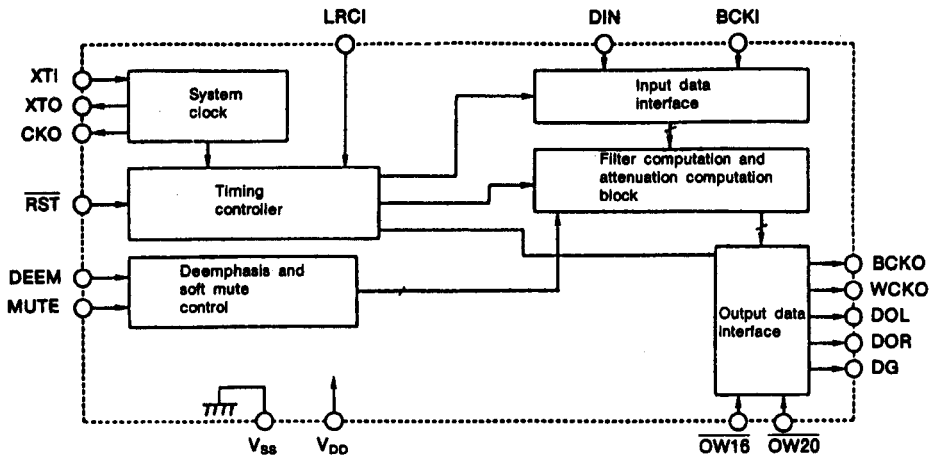 LRCI
DIN
BCKI
XTI
XTO
CKO
System
clock
Input data
interface
Filter computation and
attenuation computation
block
RST
Timing
controller
DEEM
MUTE
Deemphasis and
soft mute
control
Output data
interface
BCKO
WCKO
DOL
DOR
DG
VSS
VDD
OW16
OW20